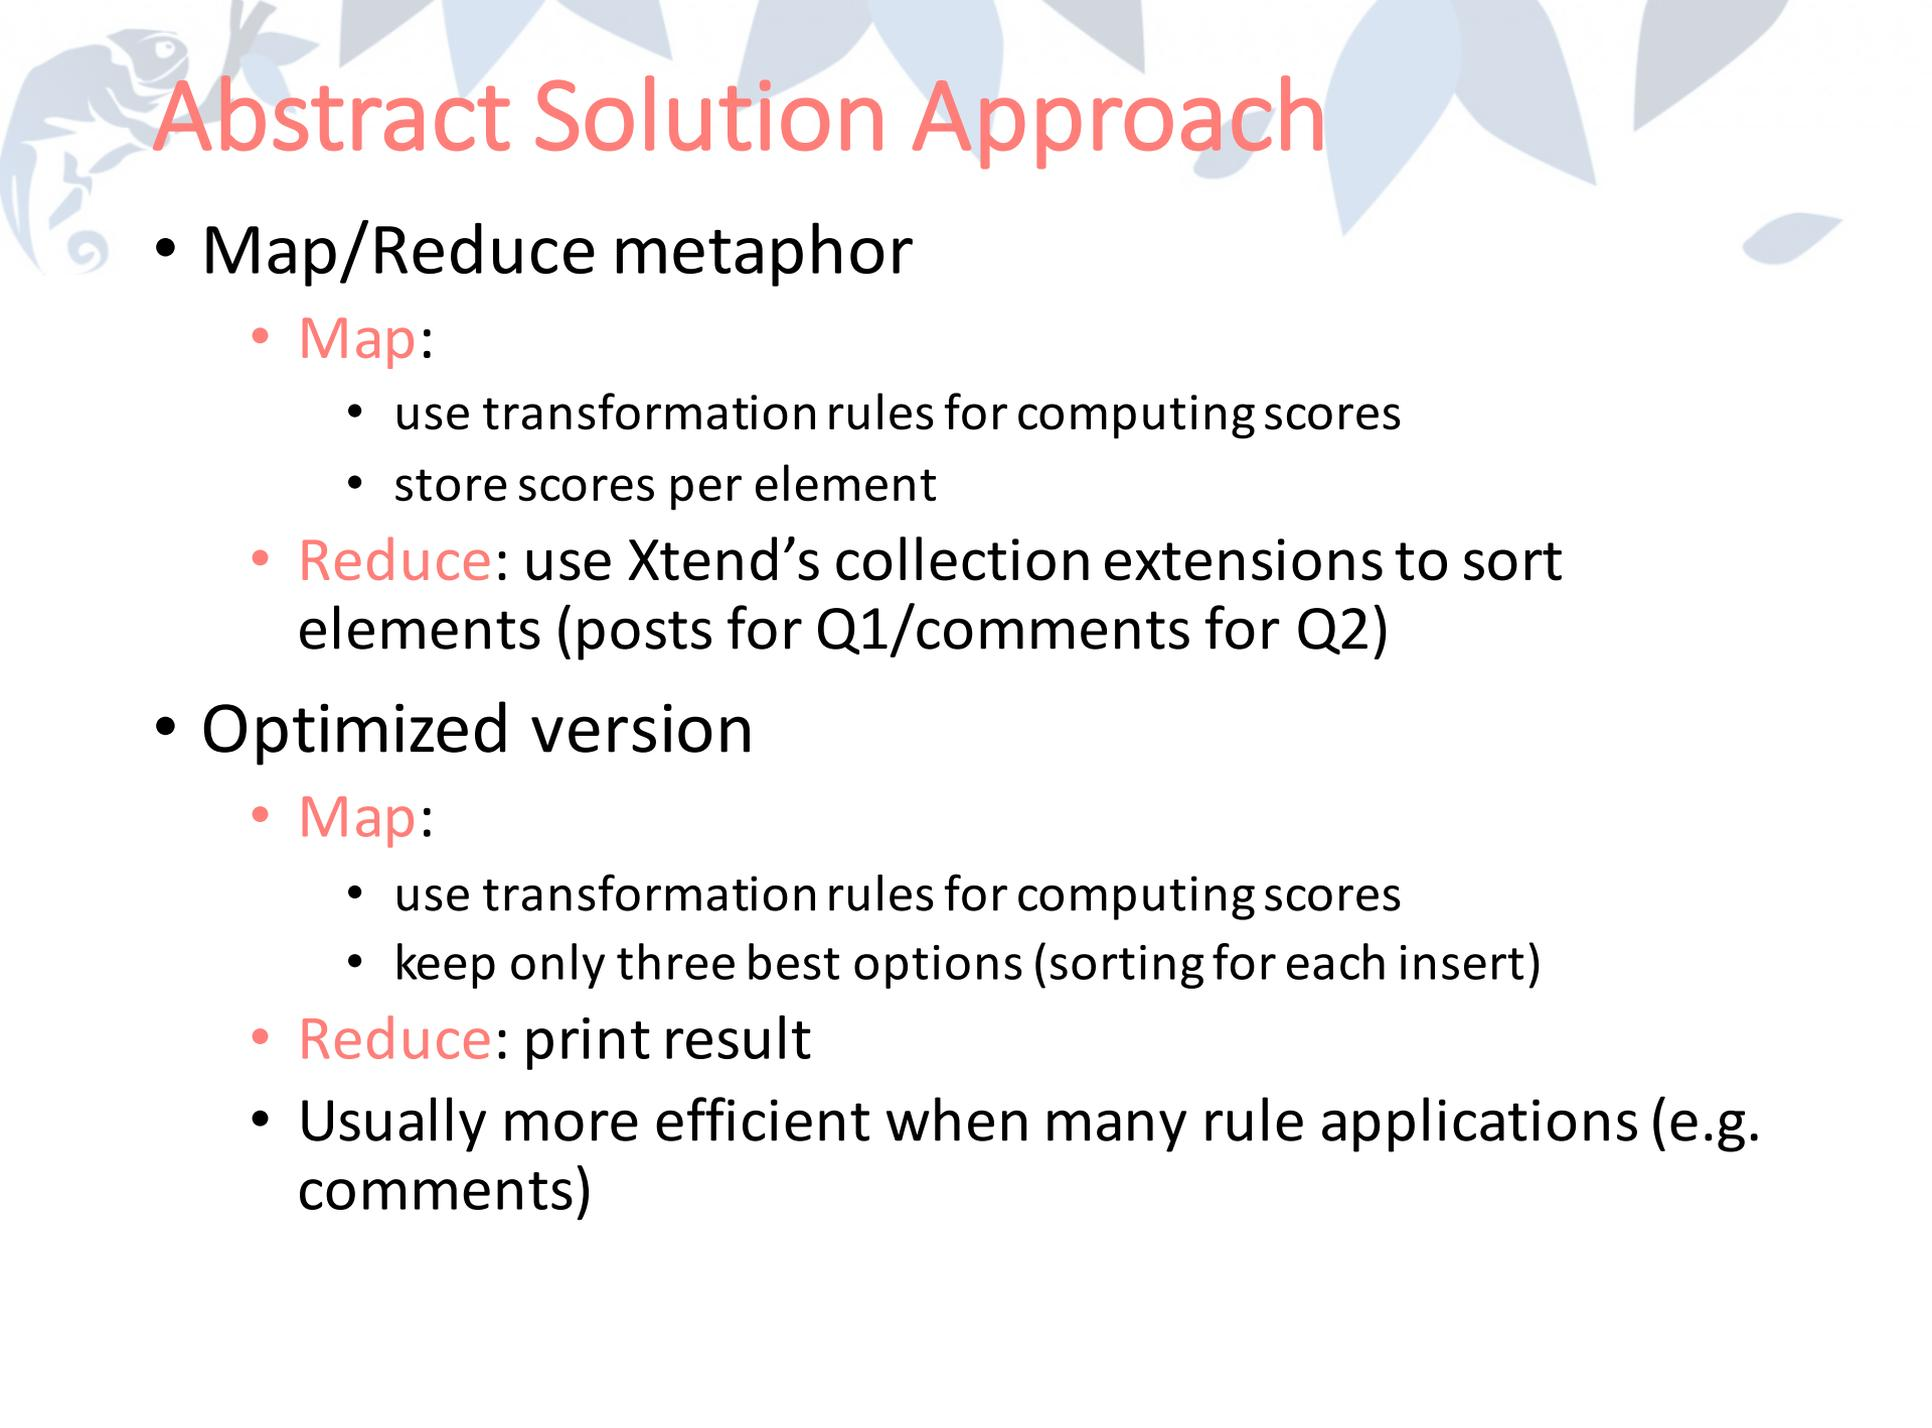 Abstract Solution Approach
• Map/Reduce metaphor
• Map:
• use transformation rules for computing scores
• store scores per element
• Reduce: use Xtend’s collection extensions to sort
elements (posts for Q1/comments for Q2)
• Optimized version
• Map:
• use transformation rules for computing scores
• keep only three best options (sorting for each insert)
• Reduce: print result
• Usually more efficient when many rule applications (e.g.
comments)